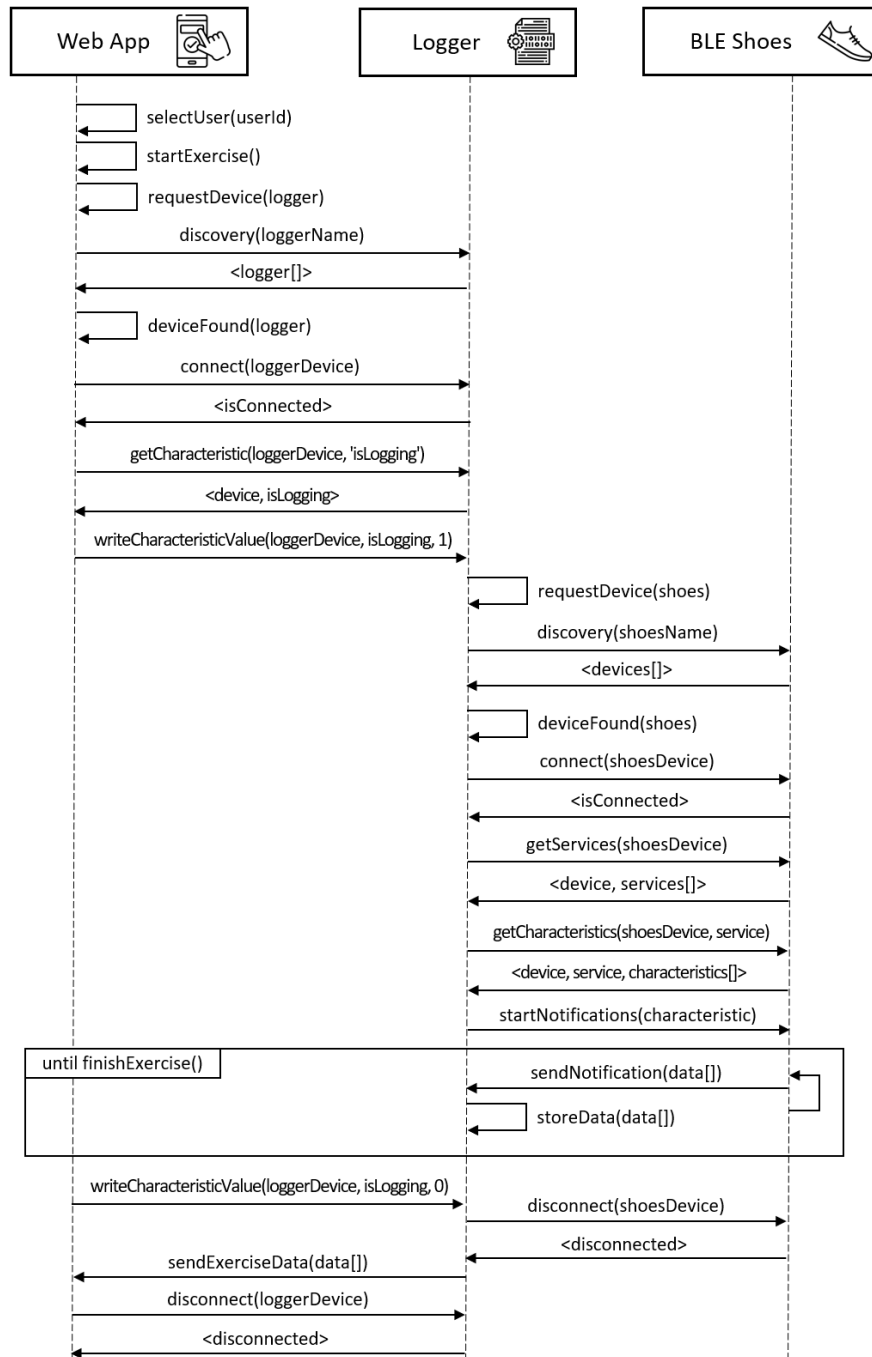 Web App
Logger
BLE Shoes
selectUser(userId)
startExercise()
requestDevice(logger)
discovery(loggerName)
<logger[]>
deviceFound(logger)
connect(loggerDevice)
<isConnected>
getCharacteristic(loggerDevice, 'isLogging')
<device, isLogging>
writeCharacteristicValue(loggerDevice, isLogging, 1)
requestDevice(shoes)
discovery(shoesName)
<devices[]>
deviceFound(shoes)
connect(shoesDevice)
<isConnected>
getServices(shoesDevice)
<device, services[]>
getCharacteristics(shoesDevice, service)
<device, service, characteristics[]>
startNotifications(characteristic)
until finishExercise()
sendNotification(data[])
storeData(data[])
writeCharacteristicValue(loggerDevice, isLogging, 0)
disconnect(shoesDevice)
<disconnected>
sendExerciseData(data[])
disconnect(loggerDevice)
<disconnected>